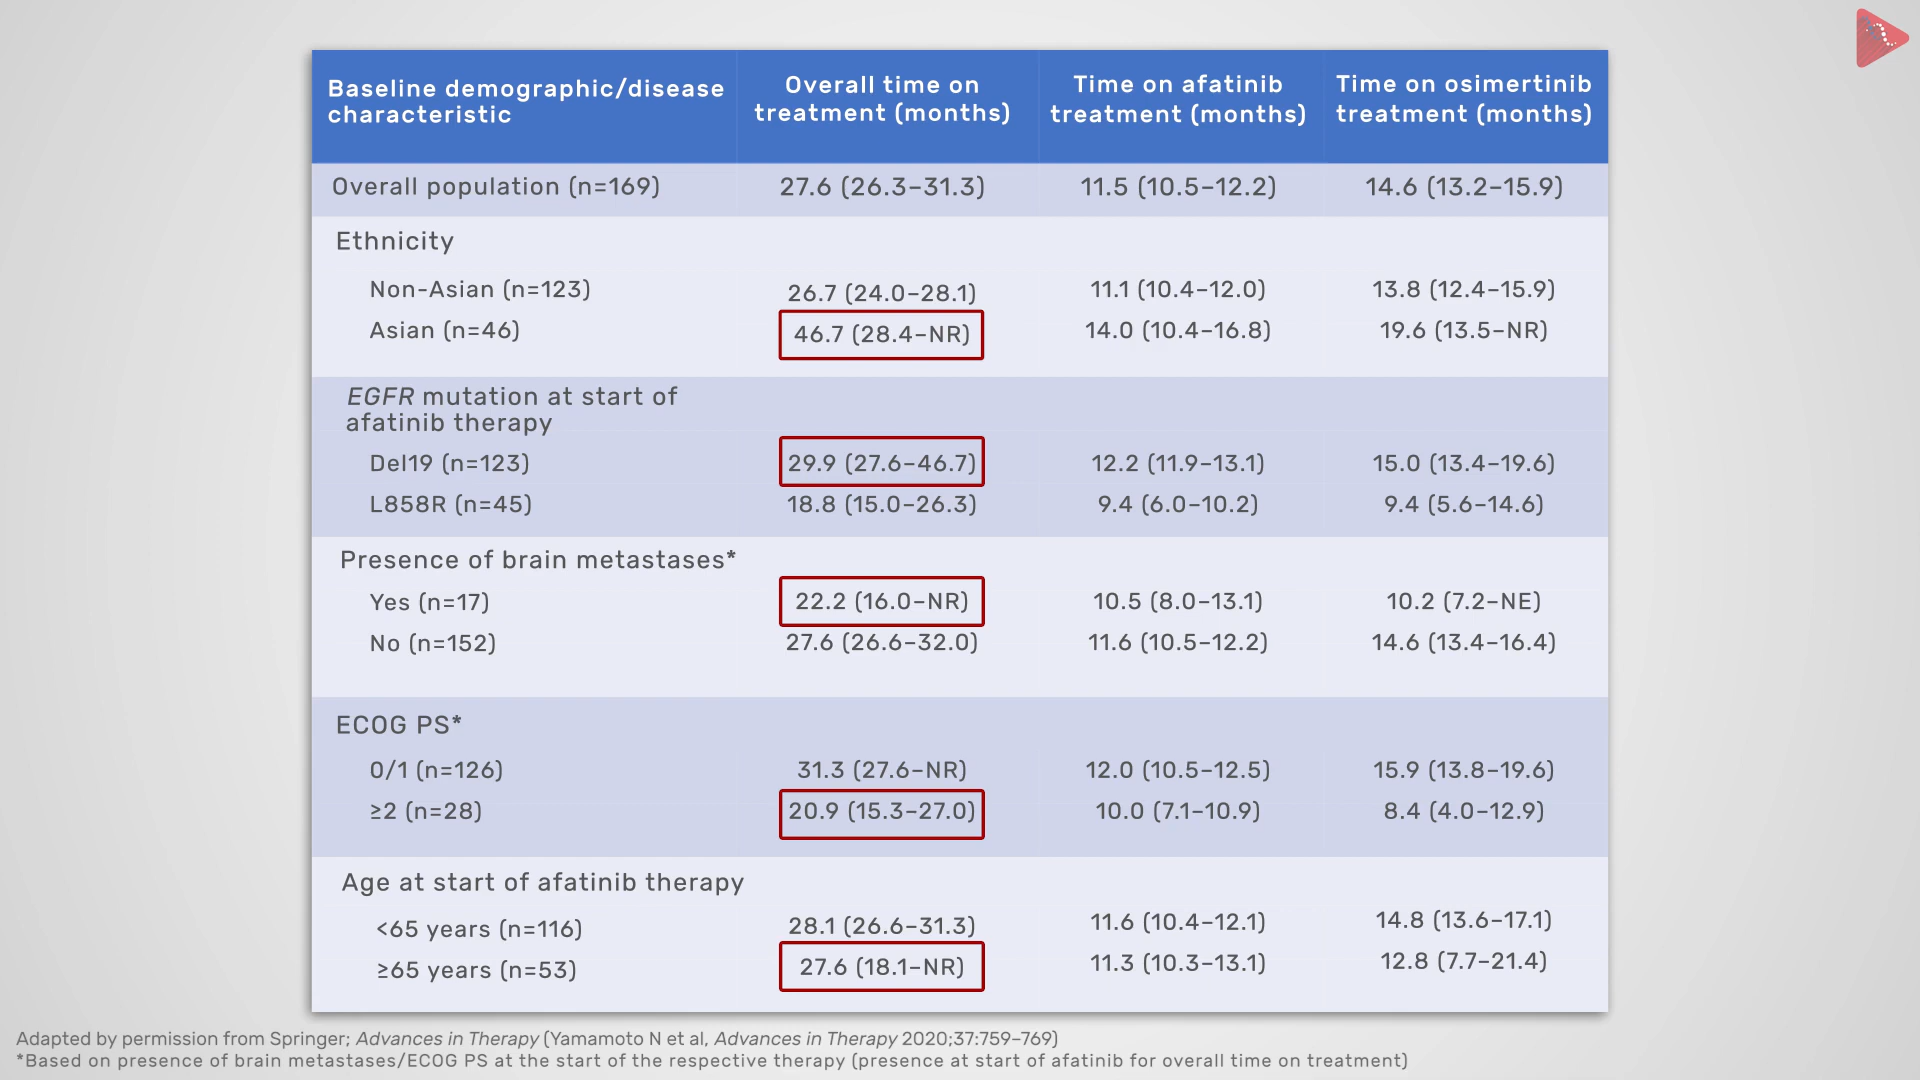 Baseline demographic/disease characteristic
Overall time on treatment (months)
Time on afatinib treatment (months)
Time on osimertinib treatment (months)
Overall population (n=169) 27.6 (26.3–31.3) 11.5 (10.5–12.2) 14.6 (13.2–15.9)
Ethnicity
Non-Asian (n=123) 26.7 (24.0–28.1) 11.1 (10.4–12.0) 13.8 (12.4–15.9)
Asian (n=46) 46.7 (28.4–NR) 14.0 (10.4–16.8) 19.6 (13.5–NR)
EGFR mutation at start of
afatinib therapy
Del19 (n=123) 29.9 (27.6–46.7) 12.2 (11.9–13.1) 15.0 (13.4–19.6)
L858R (n=45) 18.8 (15.0–26.3) 9.4 (6.0–10.2) 9.4 (5.6–14.6)
Presence of brain metastases*
Yes (n=17) 22.2 (16.0–NR) 10.5 (8.0–13.1) 10.2 (7.2–NE)
No (n=152) 27.6 (26.6–32.0) 11.6 (10.5–12.2) 14.6 (13.4–16.4)
ECOG PS*
0/1 (n=126) 31.3 (27.6–NR) 12.0 (10.5–12.5) 15.9 (13.8–19.6)
≥2 (n=28) 20.9 (15.3–27.0) 10.0 (7.1–10.9) 8.4 (4.0–12.9)
Age at start of afatinib therapy
<65 years (n=116) 28.1 (26.6–31.3) 11.6 (10.4–12.1) 14.8 (13.6–17.1)
≥65 years (n=53) 27.6 (18.1–NR) 11.3 (10.3–13.1) 12.8 (7.7–21.4)
Adapted by permission from Springer; Advances in Therapy (Yamamoto N et al, Advances in Therapy 2020;37:759–769)
*Based on presence of brain metastases/ECOG PS at the start of the respective therapy (presence at start of afatinib for overall time on treatment)